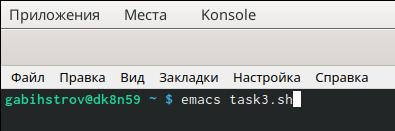 Приложения Места Konsole
Файл Правка Вид Закладки Настройка Справка
gabihstrov@dk8n59 ~ $ emacs task3.sh